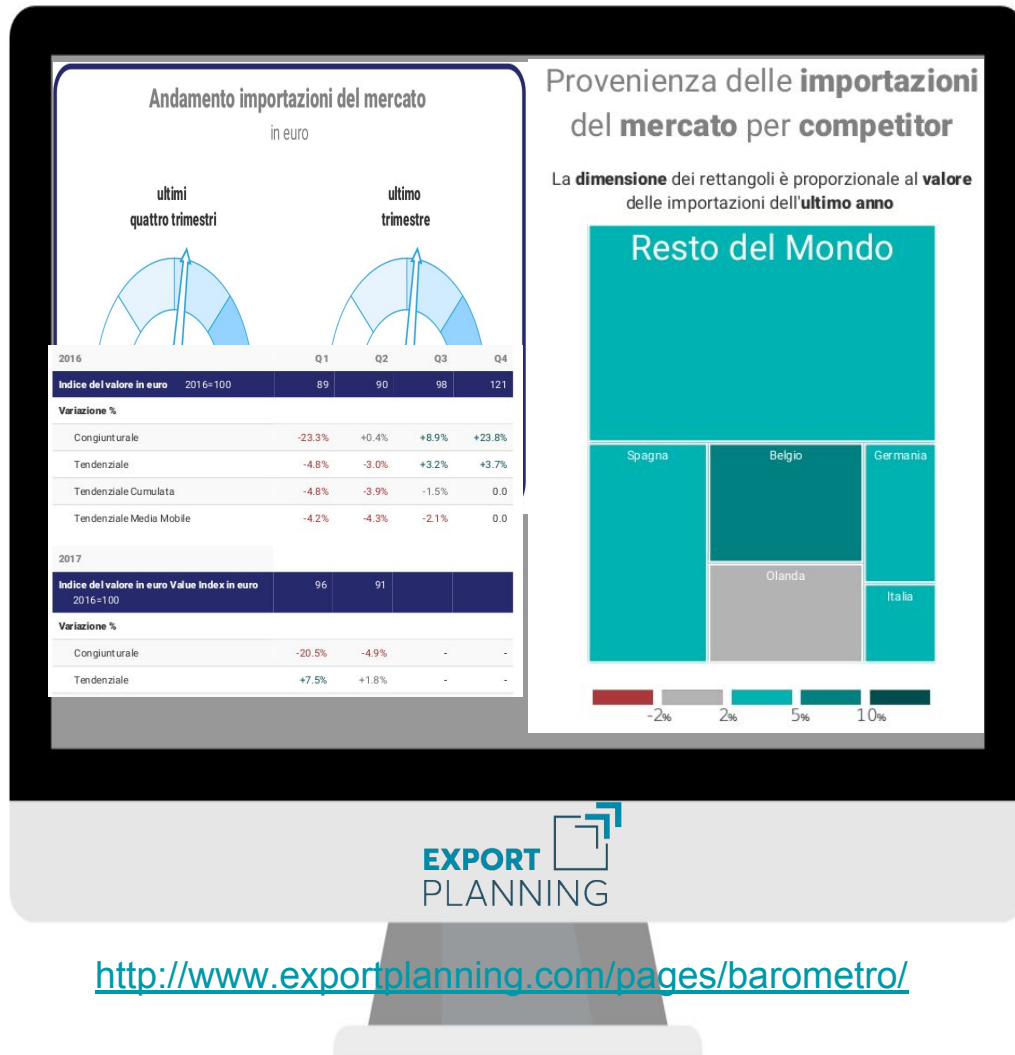 Andamento importazioni del mercato
in euro
ultimi
quattro trimestri
ultimo
trimestre
2016 Q1 Q2 Q3 Q4
Indice del valore in euro 2016=100 89 90 98 121
Variazione %
Congiunturale -23.3% +0.4% +8.9% +23.8%
Tendenziale -4.8% -3.0% +3.2% +3.7%
Tendenziale Cumulata -4.8% -3.9% -1.5% 0.0
Tendenziale Media Mobile -4.2% -4.3% -2.1% 0.0
2017
Indice del valore in euro Value Index in euro 96 91
2016=100
Variazione %
Congiunturale -20.5% -4.9% - -
Tendenziale +7.5% +1.8% - -
Provenienza delle importazioni
del mercato per competitor
La dimensione dei rettangoli è proporzionale al valore
delle importazioni dell'ultimo anno
Resto del Mondo
Spagna
Belgio
Germania
Olanda
Italia
-2% 2% 5% 10%
EXPORT
PLANNING
http://www.exportplanning.com/pages/barometro/